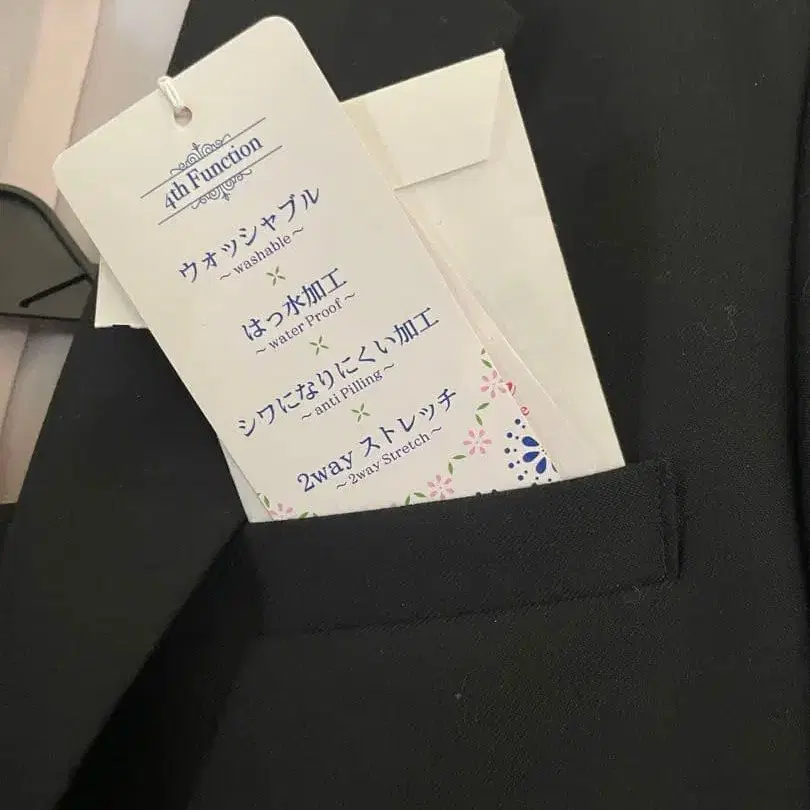 4th Function
ウォッシャブル
～washable～
はっ水加工
～water Proof～
シワになりにくい加工
～anti Pilling～
2way ストレッチ
～2way Stretch～